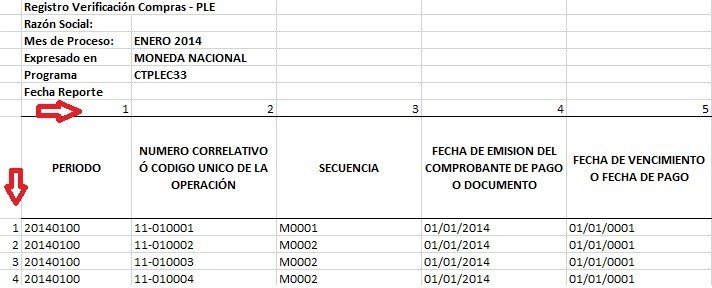 Registro Verificación Compras - PLE
Razón Social:
Mes de Proceso: ENERO 2014
Expresado en MONEDA NACIONAL
Programa CTPLEC33
Fecha Reporte
1 2 3 4 5
PERIODO
NUMERO CORRELATIVO
Ó CODIGO UNICO DE LA
OPERACIÓN
SECUENCIA
FECHA DE EMISION DEL
COMPROBANTE DE PAGO
O DOCUMENTO
FECHA DE VENCIMIENTO
O FECHA DE PAGO
1 20140100 11-010001 M0001 01/01/2014 01/01/0001
2 20140100 11-010002 M0002 01/01/2014 01/01/0001
3 20140100 11-010003 M0002 01/01/2014 01/01/0001
4 20140100 11-010004 M0002 01/01/2014 01/01/0001